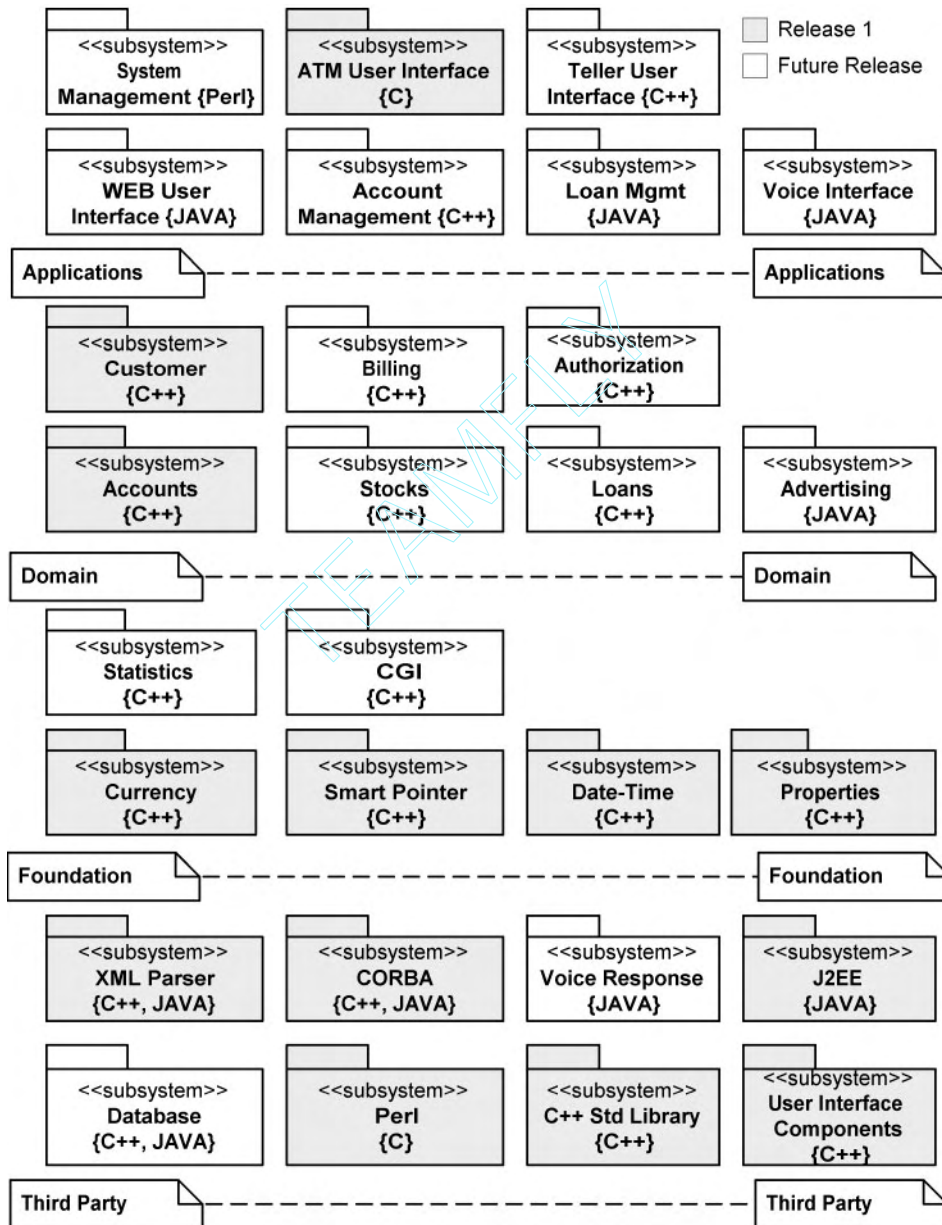 <<subsystem>>
System
Management {Perl}
<<subsystem>>
ATM User Interface
{C}
<<subsystem>>
Teller User
Interface {C++}
Release 1
Future Release
<<subsystem>>
WEB User
Interface {JAVA}
<<subsystem>>
Account
Management {C++}
<<subsystem>>
Loan Mgmt
{JAVA}
<<subsystem>>
Voice Interface
{JAVA}
Applications
Applications
<<subsystem>>
Customer
{C++}
<<subsystem>>
Billing
{C++}
<<subsystem>>
Authorization
{C++}
<<subsystem>>
Accounts
{C++}
<<subsystem>>
Stocks
{C++}
<<subsystem>>
Loans
{C++}
<<subsystem>>
Advertising
{JAVA}
TEAMFLY
Domain
Domain
<<subsystem>>
Statistics
{C++}
<<subsystem>>
CGI
{C++}
<<subsystem>>
Currency
{C++}
<<subsystem>>
Smart Pointer
{C++}
<<subsystem>>
Date-Time
{C++}
<<subsystem>>
Properties
{C++}
Foundation
Foundation
<<subsystem>>
XML Parser
{C++, JAVA}
<<subsystem>>
CORBA
{C++, JAVA}
<<subsystem>>
Voice Response
{JAVA}
<<subsystem>>
J2EE
{JAVA}
<<subsystem>>
Database
{C++, JAVA}
<<subsystem>>
Perl
{C}
<<subsystem>>
C++ Std Library
{C++}
<<subsystem>>
User Interface
Components
{C++}
Third Party
Third Party